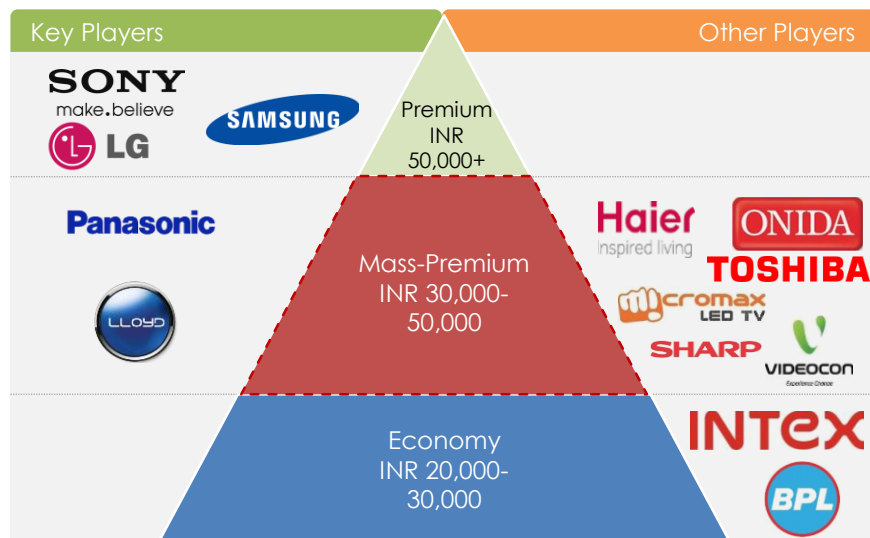 Key Players
Other Players
SONY
make.believe
LG
SAMSUNG
Premium
INR
50,000+
Panasonic
LLOYD
Mass-Premium
INR 30,000-
50,000
Haier
inspired living
ONIDA
TOSHIBA
micromax
LED TV
SHARP
VIDEOCON
Experience Change
Economy
INR 20,000-
30,000
INTEX
BPL